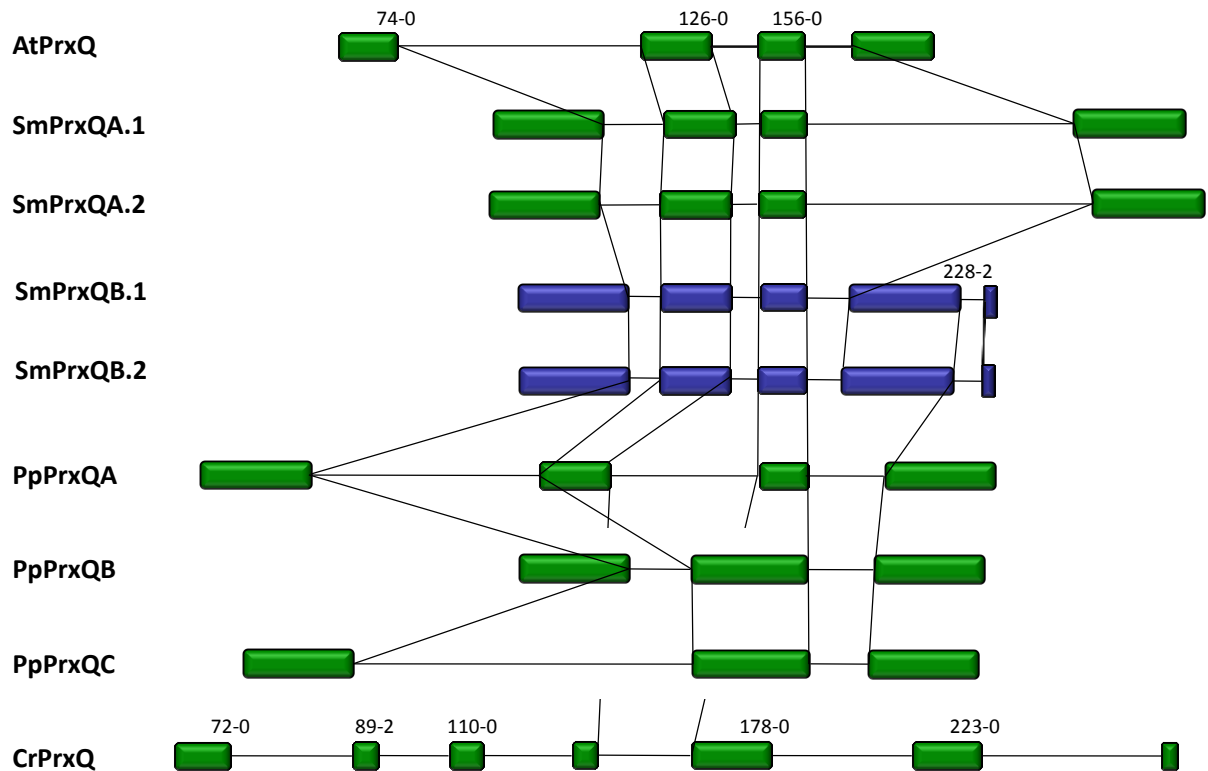 74-0 126-0 156-0
AtPrxQ
SmPrxQA.1
SmPrxQA.2
SmPrxQB.1 228-2
SmPrxQB.2
PpPrxQA
PpPrxQB
PpPrxQC
72-0 89-2 110-0 178-0 223-0
CrPrxQ